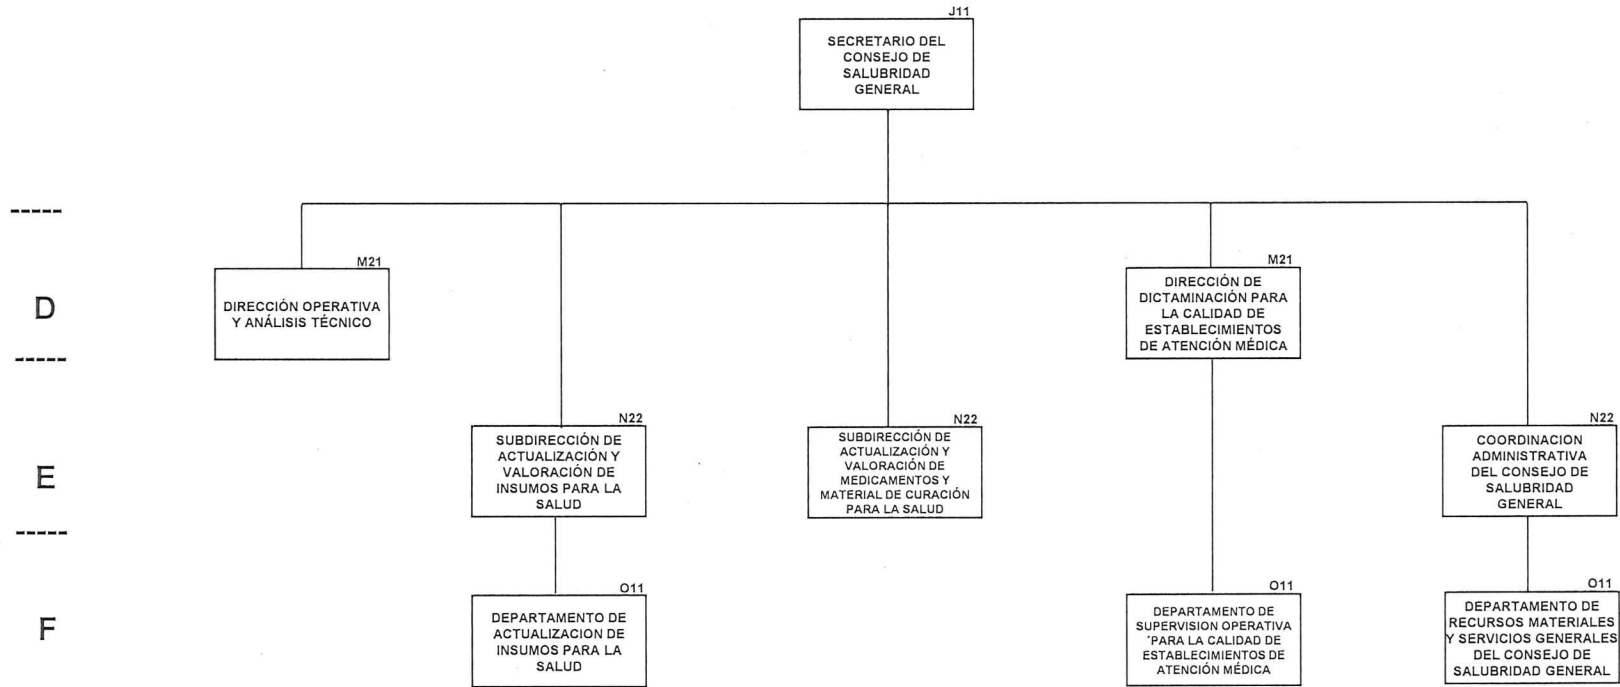 J11
SECRETARIO DEL
CONSEJO DE
SALUBRIDAD
GENERAL
-----
D
M21
DIRECCIÓN OPERATIVA
Y ANÁLISIS TÉCNICO
M21
DIRECCIÓN DE
DICTAMINACIÓN PARA
LA CALIDAD DE
ESTABLECIMIENTOS
DE ATENCIÓN MÉDICA
-----
E
N22
SUBDIRECCIÓN DE
ACTUALIZACIÓN Y
VALORACIÓN DE
INSUMOS PARA LA
SALUD
N22
SUBDIRECCIÓN DE
ACTUALIZACIÓN Y
VALORACIÓN DE
MEDICAMENTOS Y
MATERIAL DE CURACIÓN
PARA LA SALUD
N22
COORDINACION
ADMINISTRATIVA
DEL CONSEJO DE
SALUBRIDAD
GENERAL
-----
F
O11
DEPARTAMENTO DE
ACTUALIZACION DE
INSUMOS PARA LA
SALUD
O11
DEPARTAMENTO DE
SUPERVISION OPERATIVA
PARA LA CALIDAD DE
ESTABLECIMIENTOS DE
ATENCIÓN MÉDICA
O11
DEPARTAMENTO DE
RECURSOS MATERIALES
Y SERVICIOS GENERALES
DEL CONSEJO DE
SALUBRIDAD GENERAL